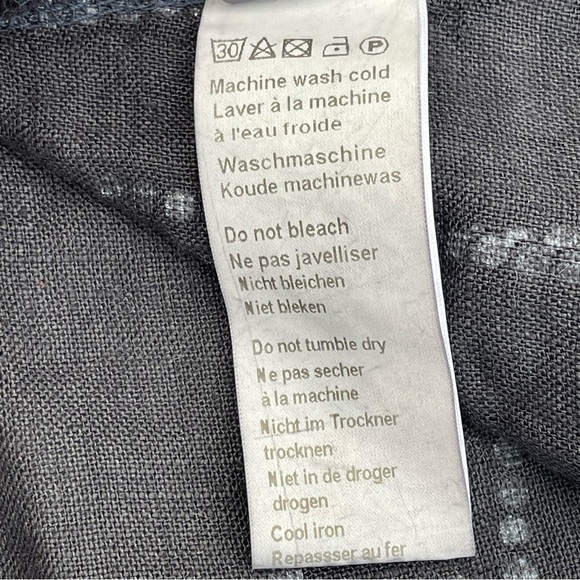 30 P
Machine wash cold
Laver à la machine
à l'eau froide
Waschmaschine
Koude machinewas
Do not bleach
Ne pas javelliser
Nicht bleichen
Niet bleken
Do not tumble dry
Ne pas secher
à la machine
Nicht im Trockner
trocknen
Niet in de droger
drogen
Cool iron
Repassser au fer